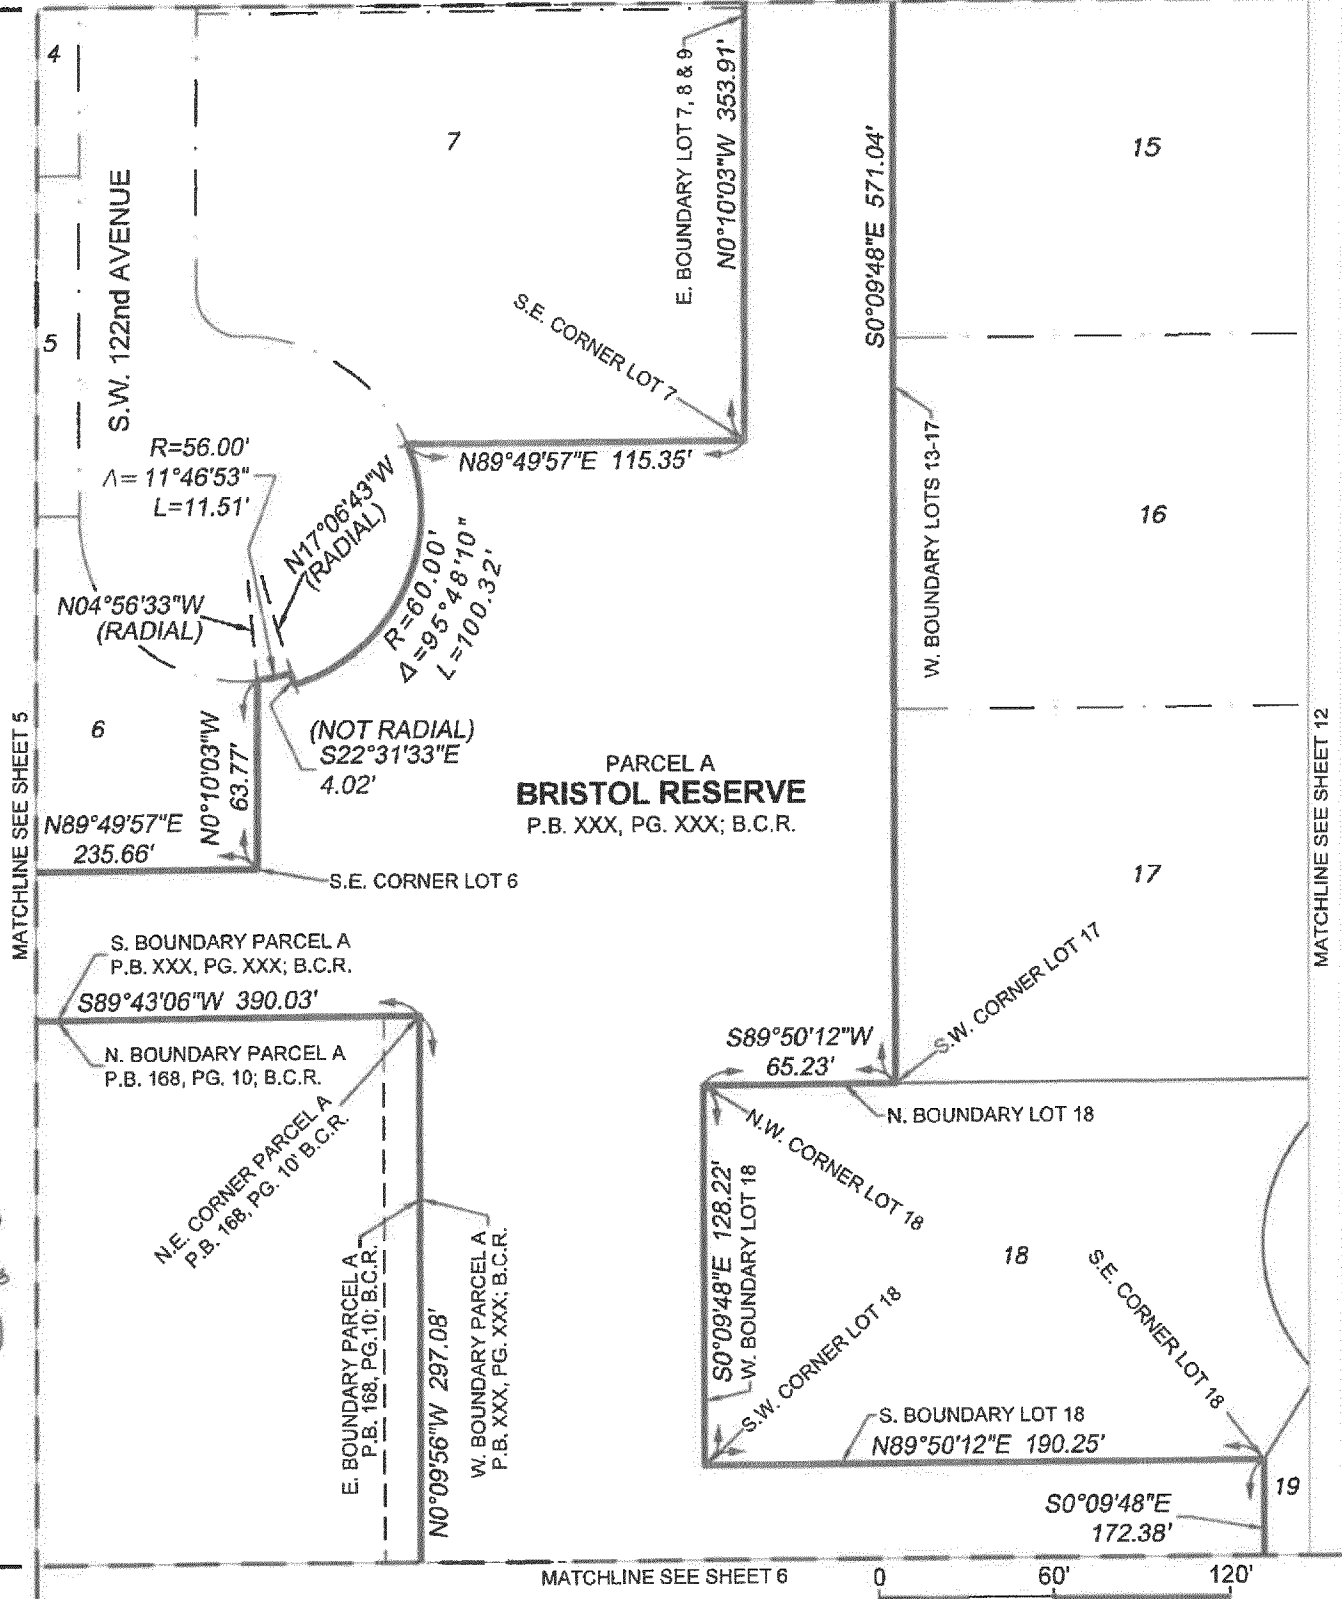 4
7
15
E. BOUNDARY LOT 7, 8 & 9
N0°10'03"W 353.91'
S0°09'48"E 571.04'
S.W. 122nd AVENUE
5
S.E. CORNER LOT 7
R=56.00'
Λ= 11°46'53"
L=11.51'
N89°49'57"E 115.35'
W. BOUNDARY LOTS 13-17
16
N17°06'43"W
(RADIAL)
R=60.00'
Δ=95°48'10"
L=100.32'
N04°56'33"W
(RADIAL)
6
N0°10'03"W
63.77'
(NOT RADIAL)
S22°31'33"E
4.02'
PARCEL A
BRISTOL RESERVE
P.B. XXX, PG. XXX; B.C.R.
MATCHLINE SEE SHEET 5
MATCHLINE SEE SHEET 12
N89°49'57"E
235.66'
S.E. CORNER LOT 6
17
S. BOUNDARY PARCEL A
P.B. XXX, PG. XXX; B.C.R.
S89°43'06"W 390.03'
N. BOUNDARY PARCEL A
P.B. 168, PG. 10; B.C.R.
S.W. CORNER LOT 17
S89°50'12"W
65.23'
N. BOUNDARY LOT 18
N.E. CORNER PARCEL A
P.B. 168, PG. 10' B.C.R.
N.W. CORNER LOT 18
S0°09'48"E 128.22'
W. BOUNDARY LOT 18
18
S.E. CORNER LOT 18
S.W. CORNER LOT 18
E. BOUNDARY PARCEL A
P.B. 168, PG.10; B.C.R.
N0°09'56"W 297.08'
W. BOUNDARY PARCEL A
P.B. XXX, PG. XXX; B.C.R.
S. BOUNDARY LOT 18
N89°50'12"E 190.25'
19
S0°09'48"E
172.38'
MATCHLINE SEE SHEET 6
0 60' 120'